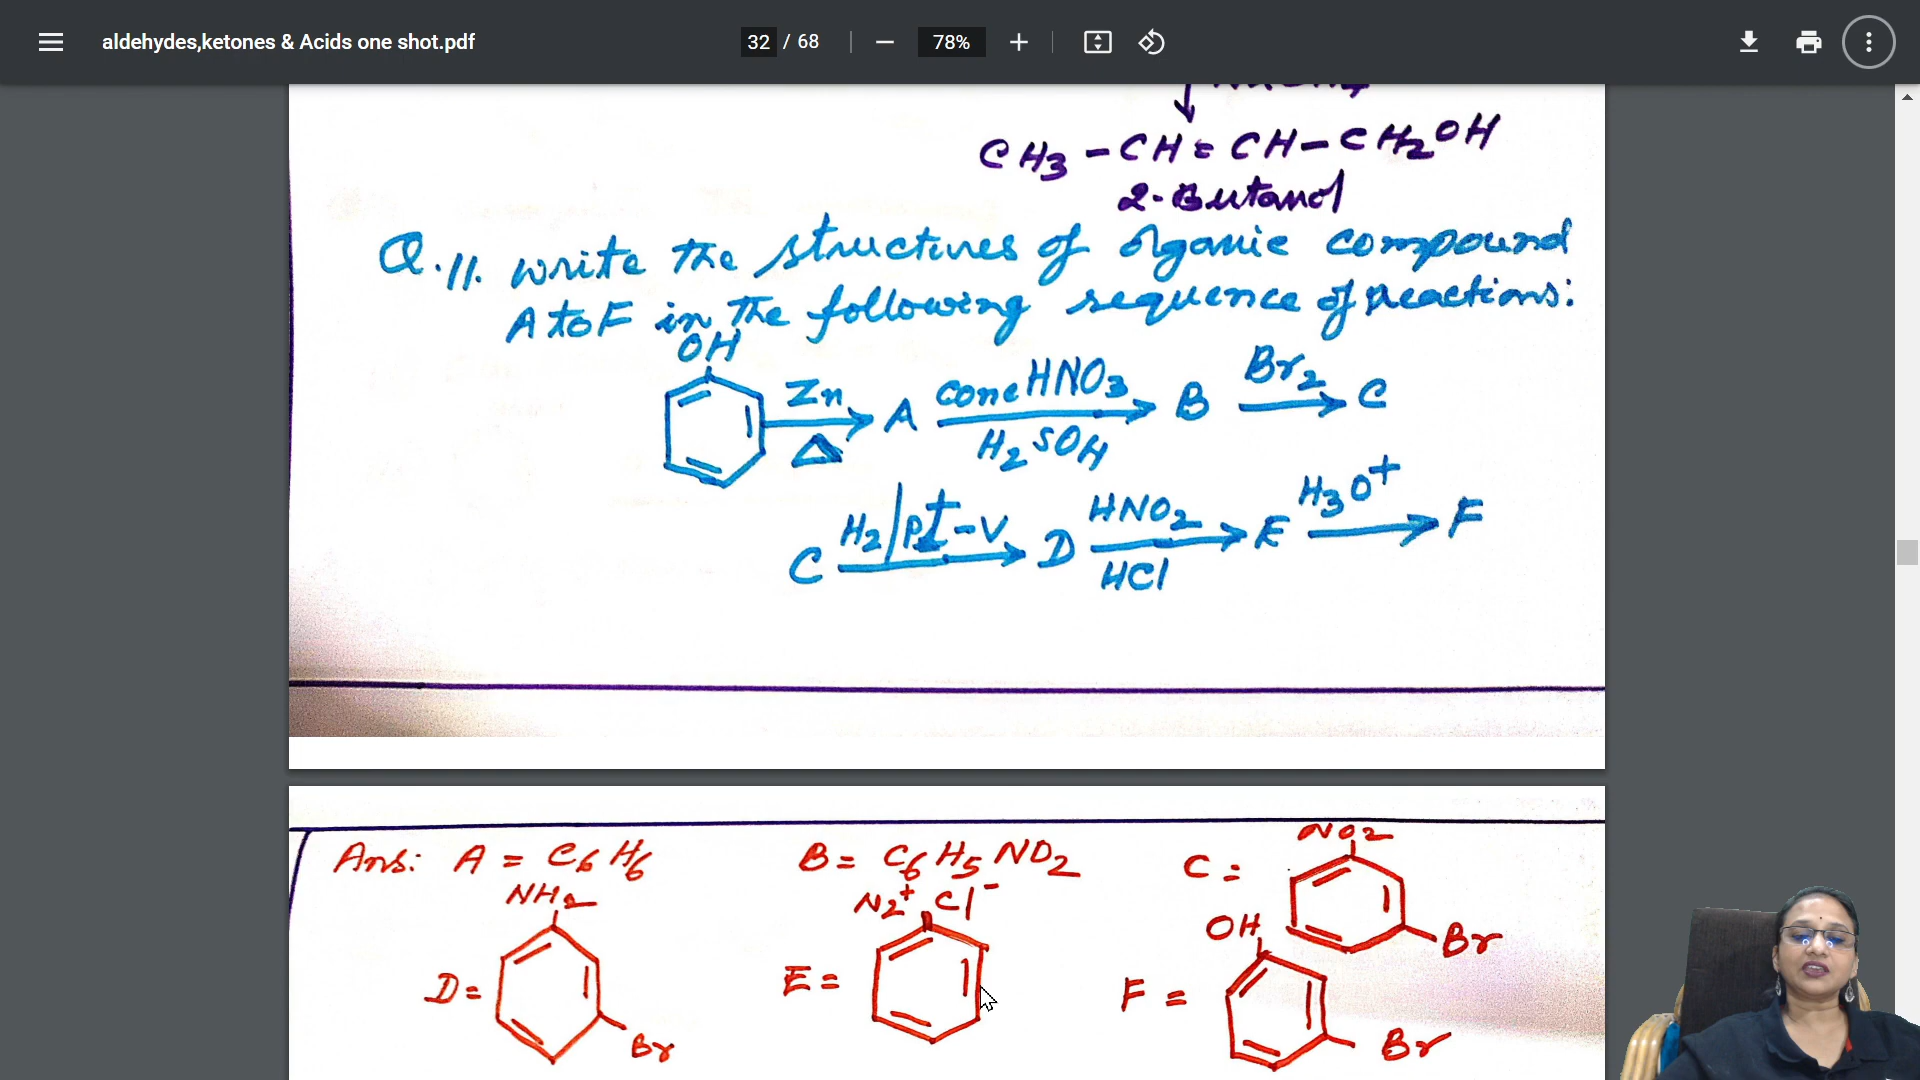 aldehydes,ketones & Acids one shot.pdf
32 / 68
78%
CH3 - CH = CH - CH2OH
2-Butanol
Q.11. Write the structures of organic compound
A to F in the following sequence of reactions:
OH
Zn Δ A conc HNO3 H2SO4 B Br2 C
C H2/Pt-V D HNO2 HCl E H3O+ F
Ans: A = C6H6 B = C6H5NO2 C = NO2 Br
D = NH2 Br E = N2+Cl- F = OH Br